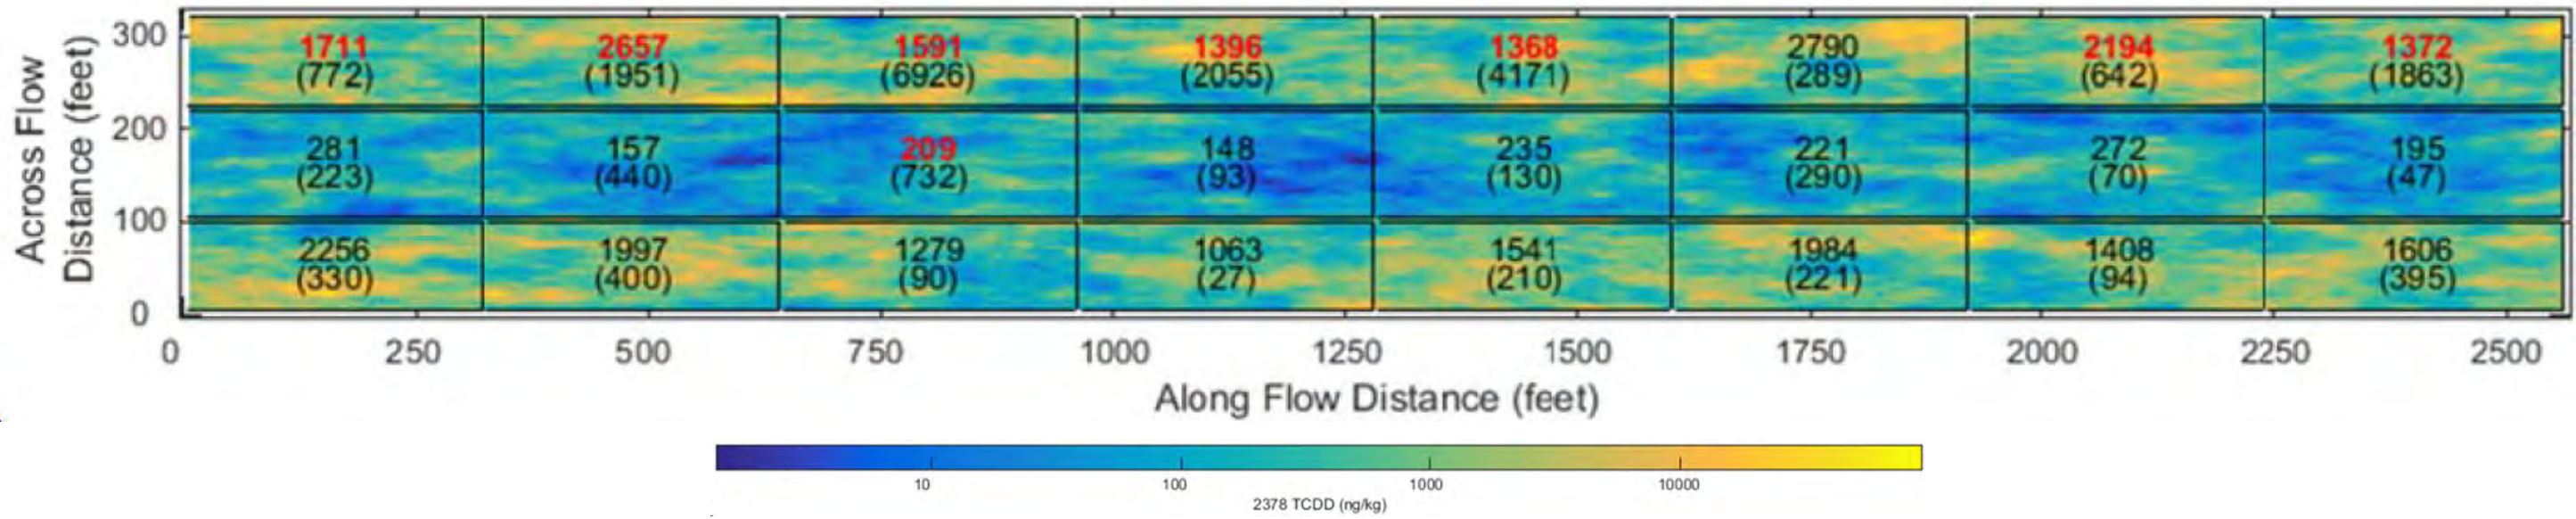 Across Flow
Distance (feet)
300
200
100
0
1711 2657 1591 1396 1368 2790 2194 1372
(772) (1951) (6926) (2055) (4171) (289) (642) (1863)
281 157 209 148 235 221 272 195
(223) (440) (732) (93) (130) (290) (70) (47)
2256 1997 1279 1063 1541 1984 1408 1606
(330) (400) (90) (27) (210) (221) (94) (395)
0 250 500 750 1000 1250 1500 1750 2000 2250 2500
Along Flow Distance (feet)
10 100 1000 10000
2378 TCDD (ng/kg)